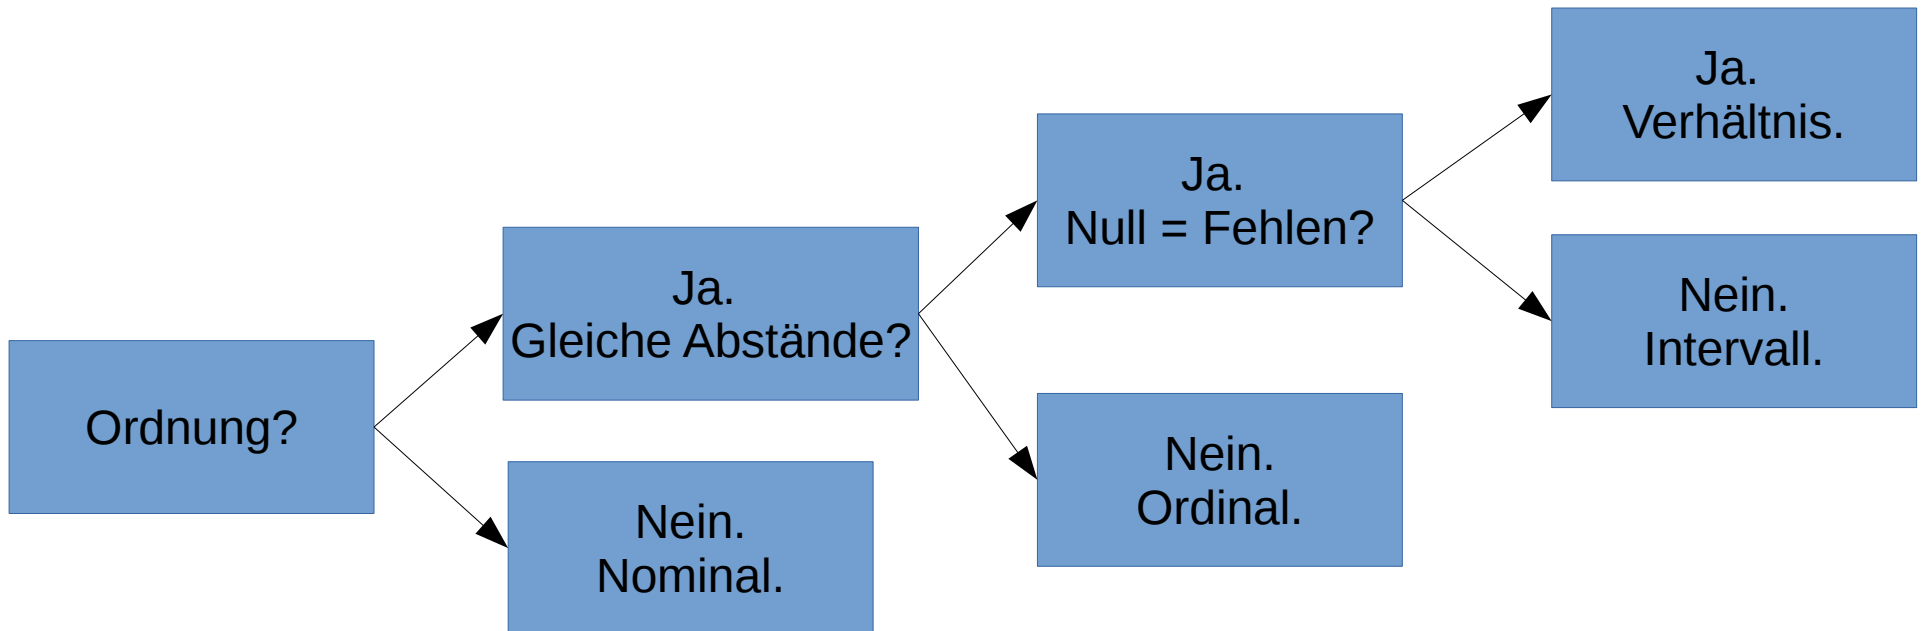 Ordnung?
Ja.
Gleiche Abstände?
Nein.
Nominal.
Ja.
Null = Fehlen?
Nein.
Ordinal.
Ja.
Verhältnis.
Nein.
Intervall.